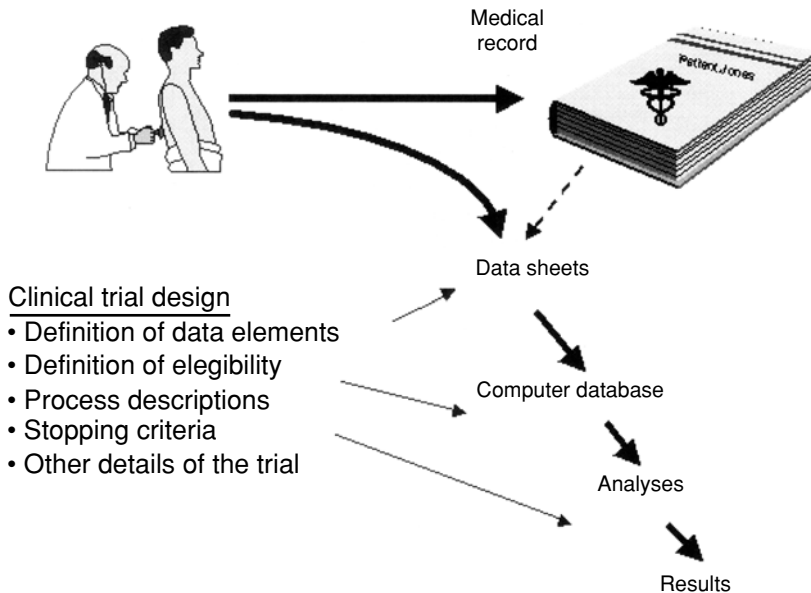 Medical
record
Patient Jones
Data sheets
Clinical trial design
• Definition of data elements
• Definition of elegibility
• Process descriptions
• Stopping criteria
• Other details of the trial
Computer database
Analyses
Results